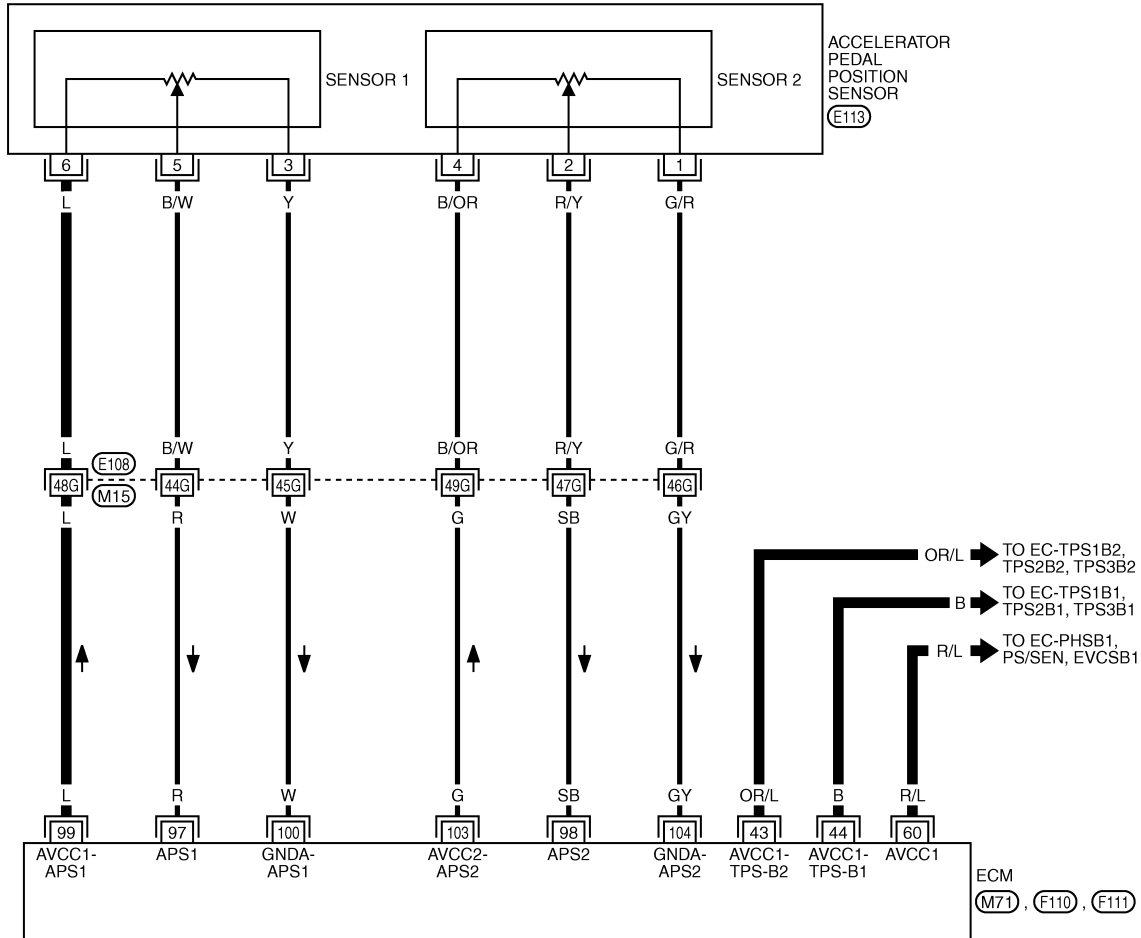 ACCELERATOR
PEDAL
POSITION
SENSOR
E113
SENSOR 1
SENSOR 2
6 5 3 4 2 1
L B/W Y B/OR R/Y G/R
L B/W Y B/OR R/Y G/R
E108
48G 44G 45G 49G 47G 46G
M15
L R W G SB GY
OR/L TO EC-TPS1B2,
TPS2B2, TPS3B2
B TO EC-TPS1B1,
TPS2B1, TPS3B1
R/L TO EC-PHSB1,
PS/SEN, EVCSB1
L R W G SB GY OR/L B R/L
99 97 100 103 98 104 43 44 60
AVCC1- APS1 GNDA- AVCC2- APS2 GNDA- AVCC1- AVCC1- AVCC1
APS1 APS1 APS2 APS2 TPS-B2 TPS-B1
ECM
M71 , F110 , F111